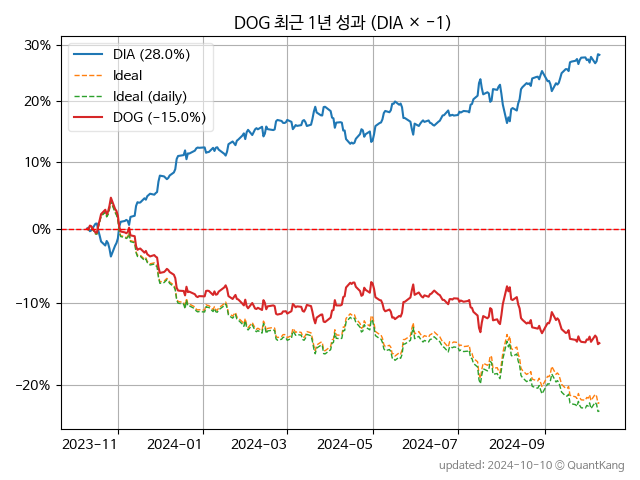 DOG 최근 1년 성과 (DIA × −1)
DIA (28.0%)
Ideal
Ideal (daily)
DOG (−15.0%)
30%
20%
10%
0%
−10%
−20%
2023−11
2024−01
2024−03
2024−05
2024−07
2024−09
updated: 2024-10-10 © QuantKang